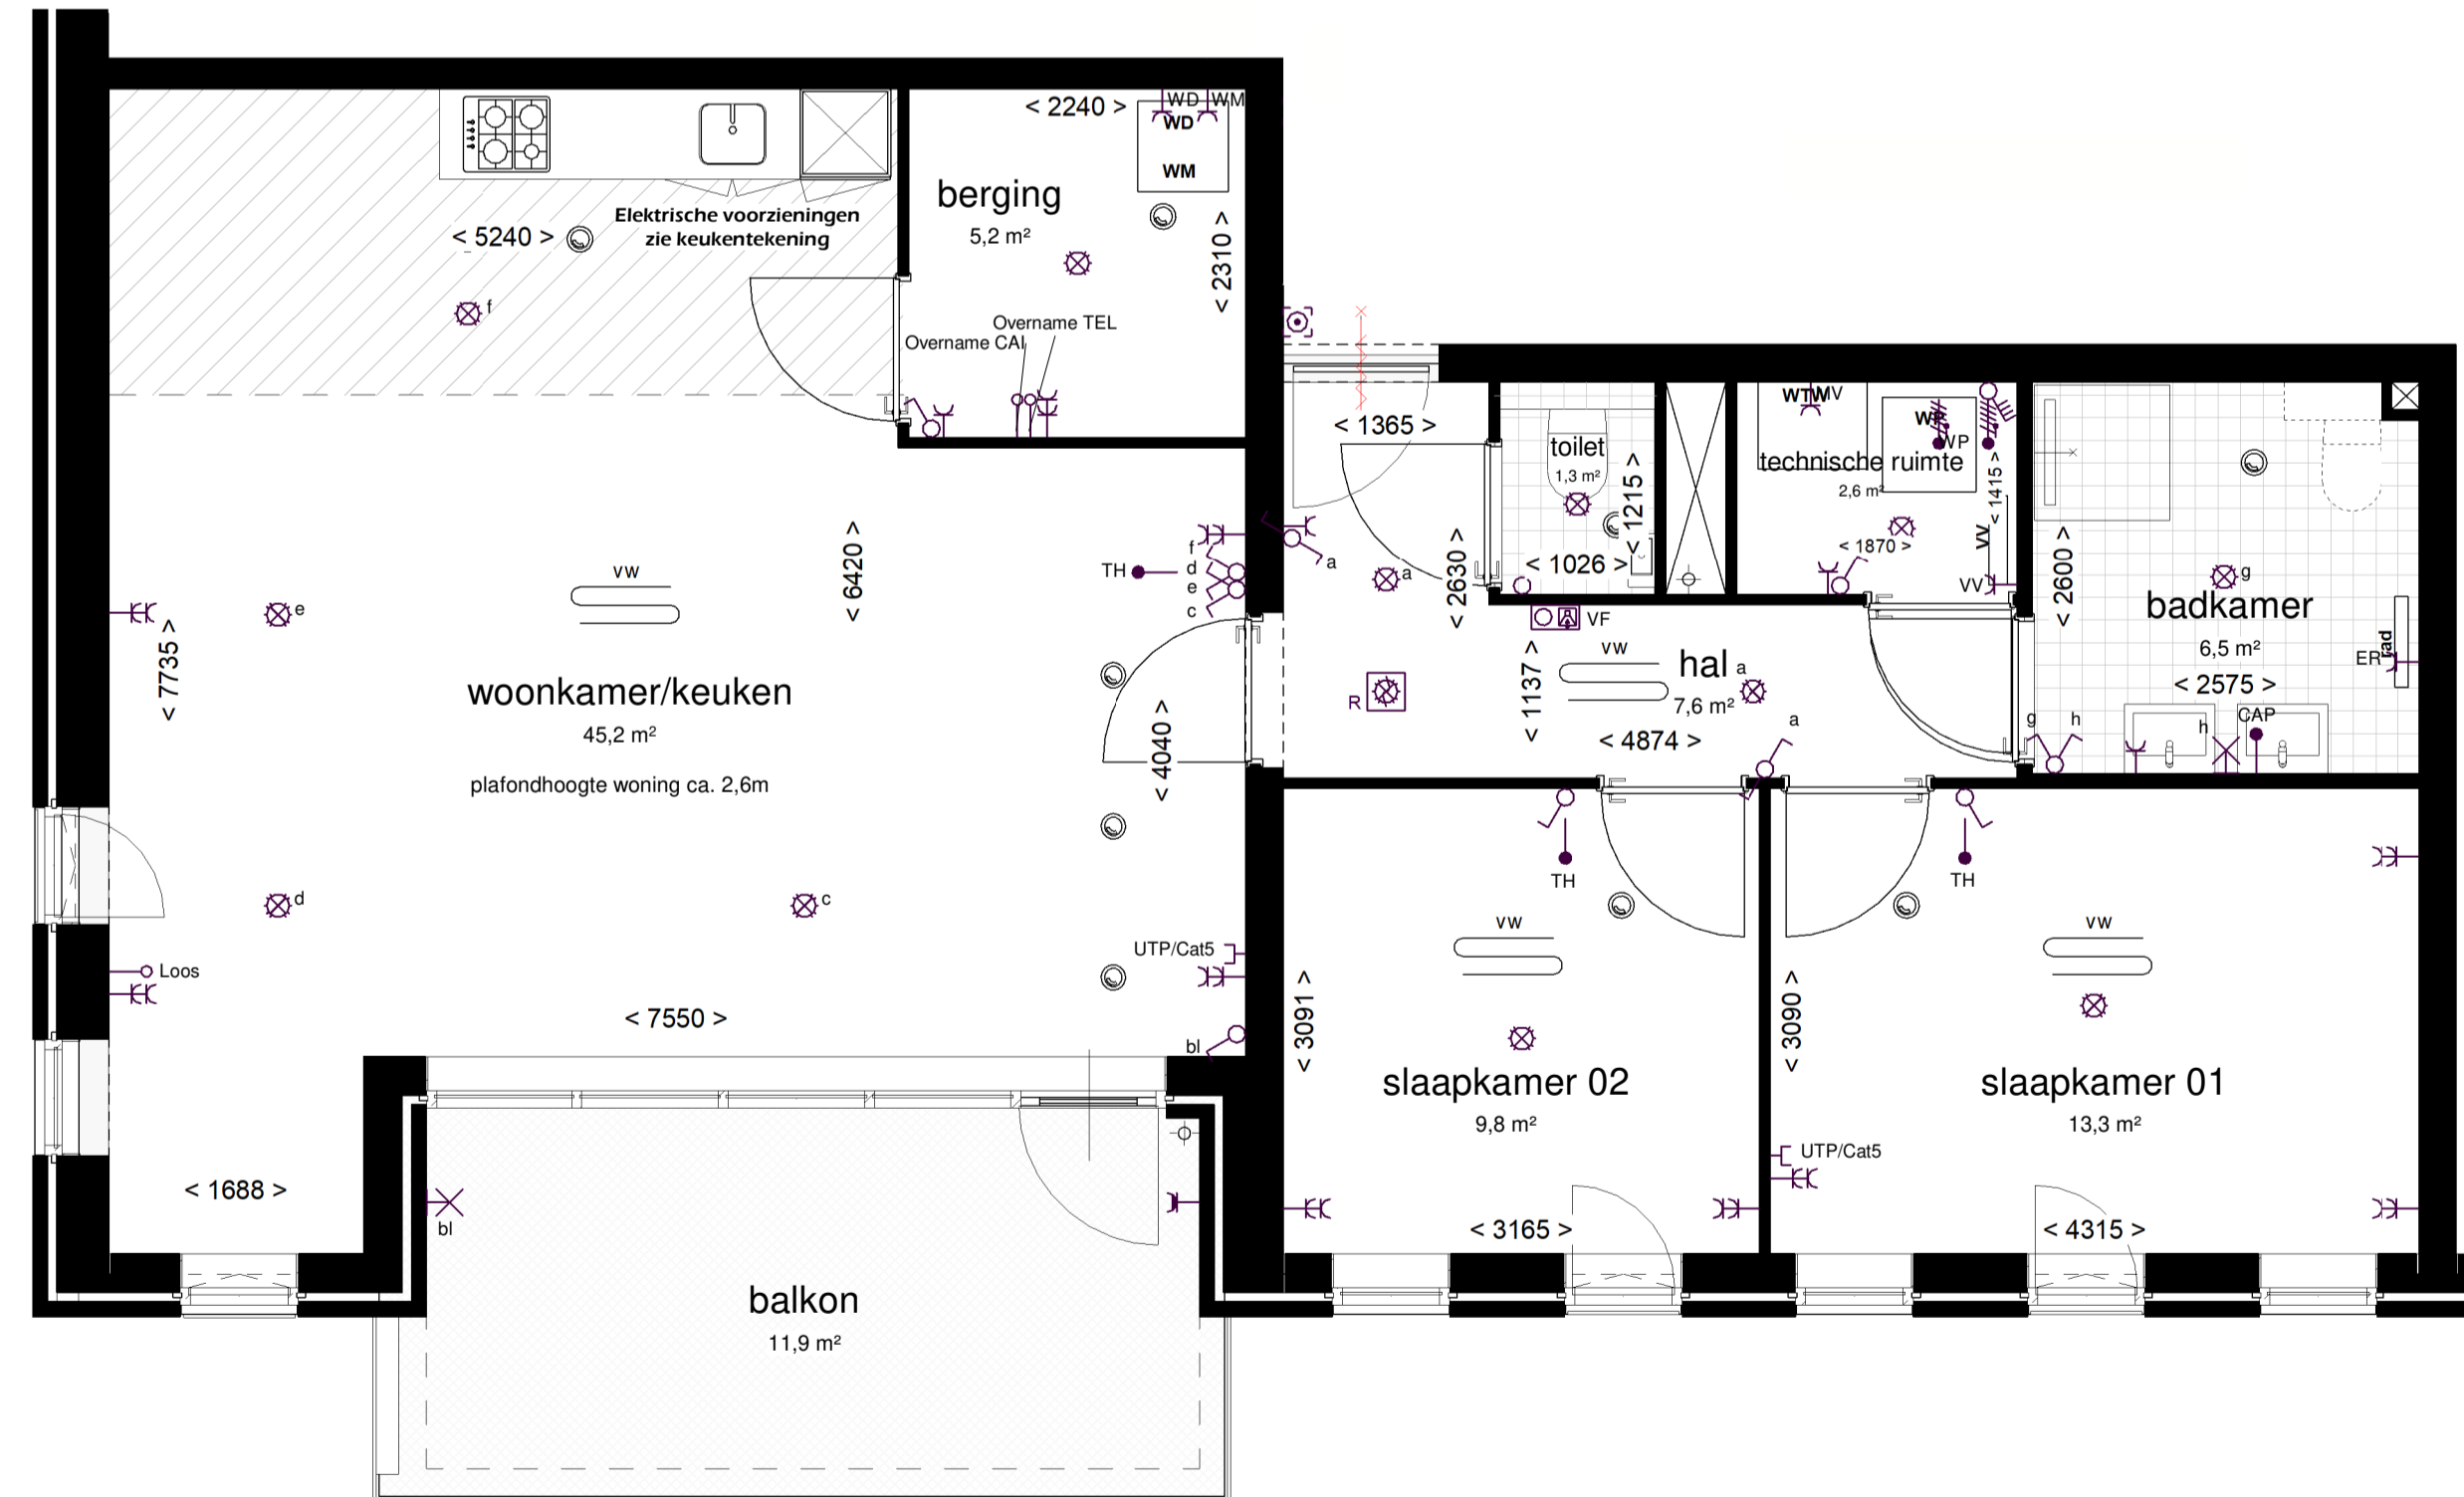 < 2240 >
WD
WM
WD
WM
berging
5,2 m²
< 2310 >
Elektrische voorzieningen
zie keukentekening
< 5240 >
f
Overname TEL
Overname CAI
< 1365 >
toilet
1,3 m²
< 1215 >
< 1026 >
WTW
MV
WP
WP
technische ruimte
2,6 m²
< 1415 >
< 1870 >
VV
VV
< 6420 >
vw
TH
f
d
e
c
a
a
< 2630 >
< 2600 >
g
badkamer
6,5 m²
< 2575 >
rad
ER
e
< 7735 >
woonkamer/keuken
45,2 m²
plafondhoogte woning ca. 2,6m
< 4040 >
R
VF
vw
< 1137 >
hal
a
7,6 m²
< 4874 >
a
g
h
h
CAP
d
c
TH
TH
vw
vw
UTP/Cat5
Loos
< 7550 >
bl
< 3091 >
< 3090 >
slaapkamer 02
9,8 m²
slaapkamer 01
13,3 m²
UTP/Cat5
< 1688 >
bl
< 3165 >
< 4315 >
balkon
11,9 m²